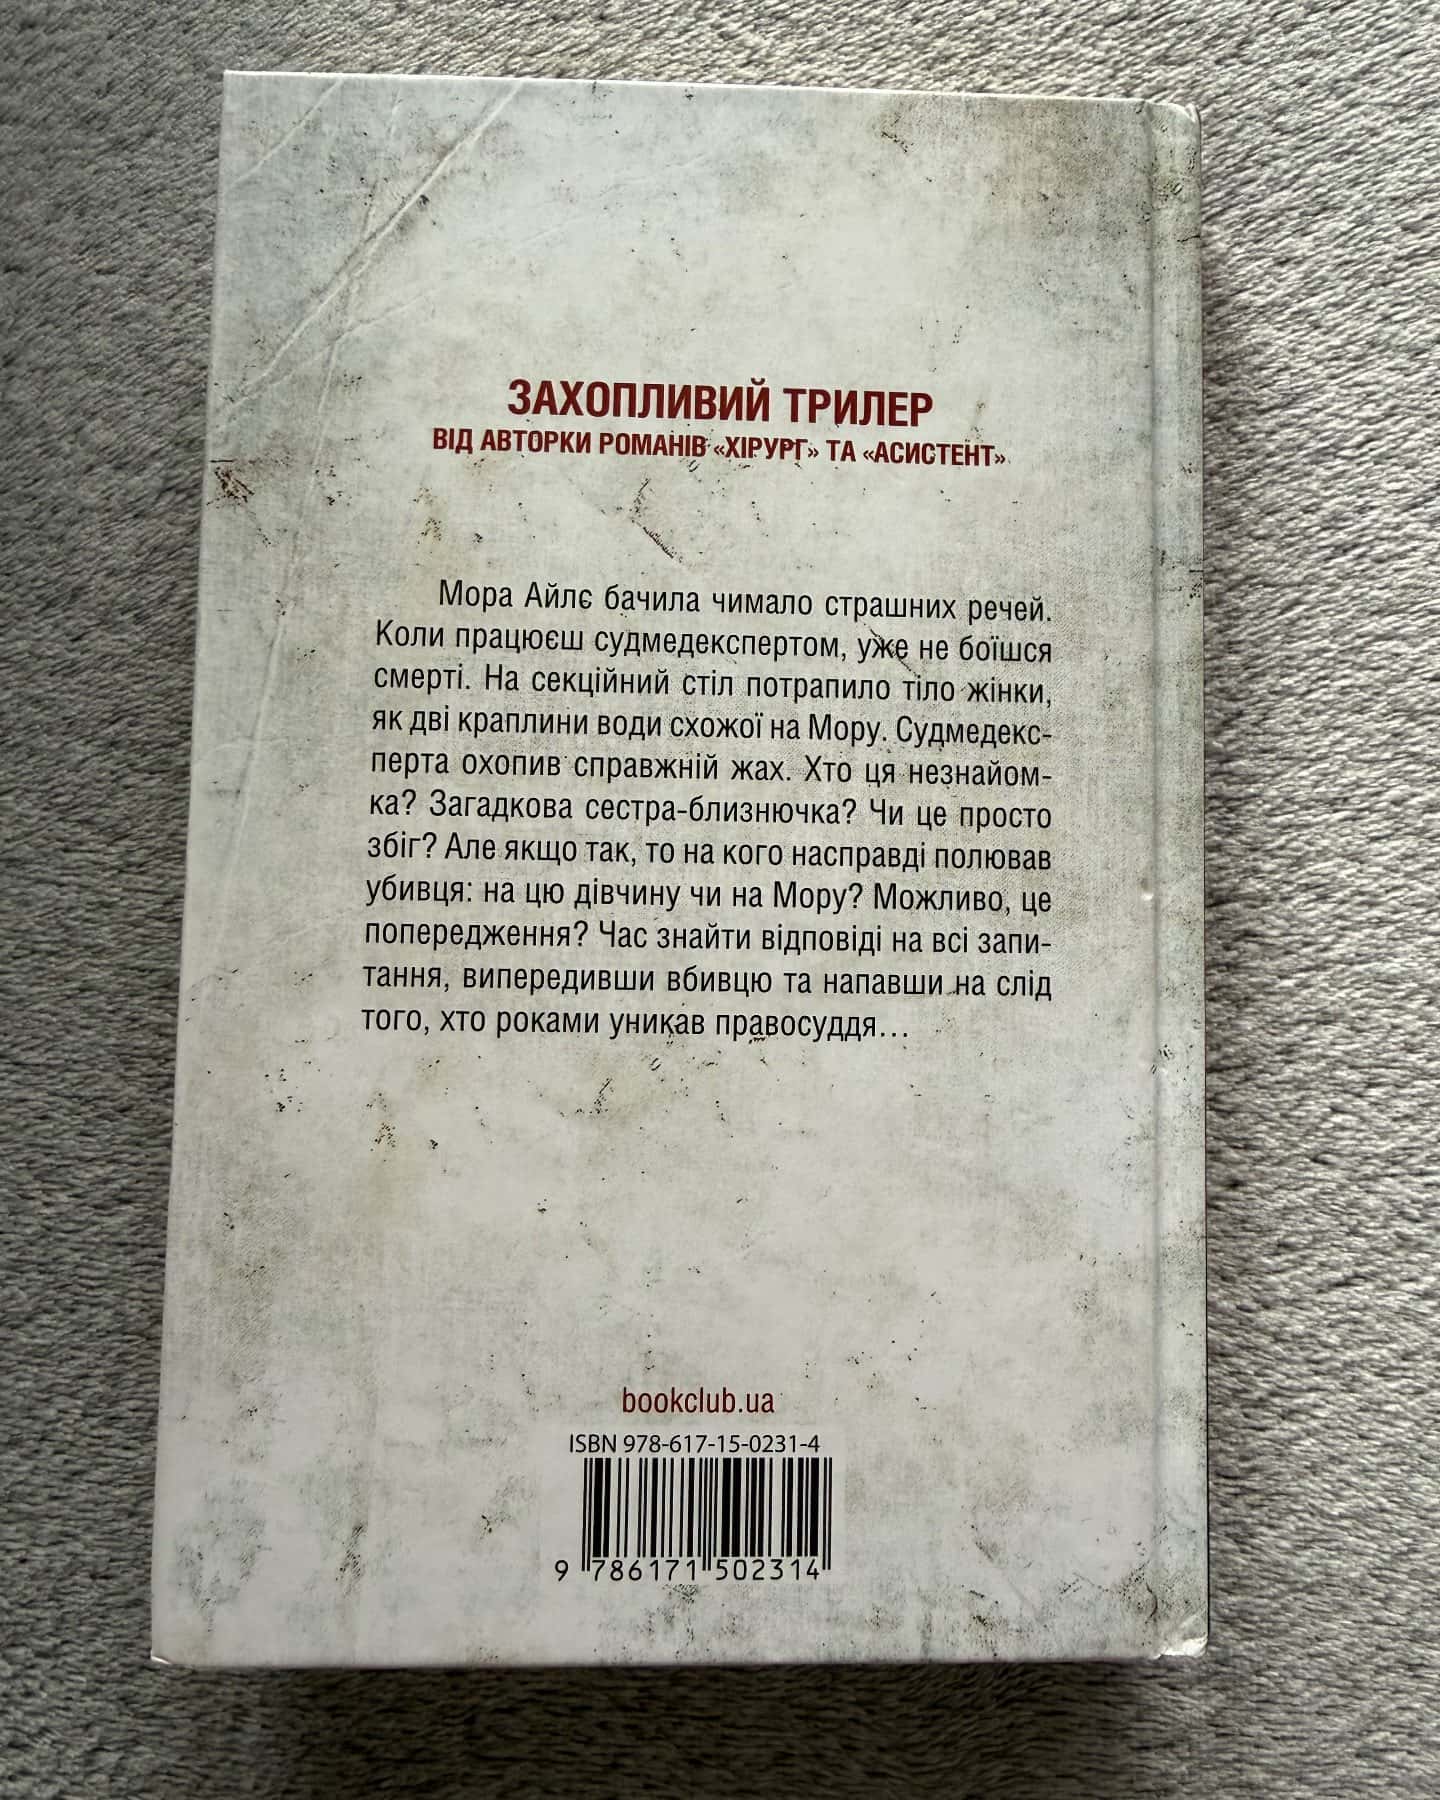 ЗАХОПЛИВИЙ ТРИЛЕР
ВІД АВТОРКИ РОМАНІВ «ХІРУРГ» ТА «АСИСТЕНТ»
Мора Айлс бачила чимало страшних речей.
Коли працюєш судмедекспертом, уже не боїшся
смерті. На секційний стіл потрапило тіло жінки,
як дві краплини води схожої на Мору. Судмедекс-
перта охопив справжній жах. Хто ця незнайом-
ка? Загадкова сестра-близнючка? Чи це просто
збіг? Але якщо так, то на кого насправді полював
убивця: на цю дівчину чи на Мору? Можливо, це
попередження? Час знайти відповіді на всі запи-
тання, випередивши вбивцю та напавши на слід
того, хто роками уникав правосуддя…
bookclub.ua
ISBN 978-617-15-0231-4
9 786171 502314